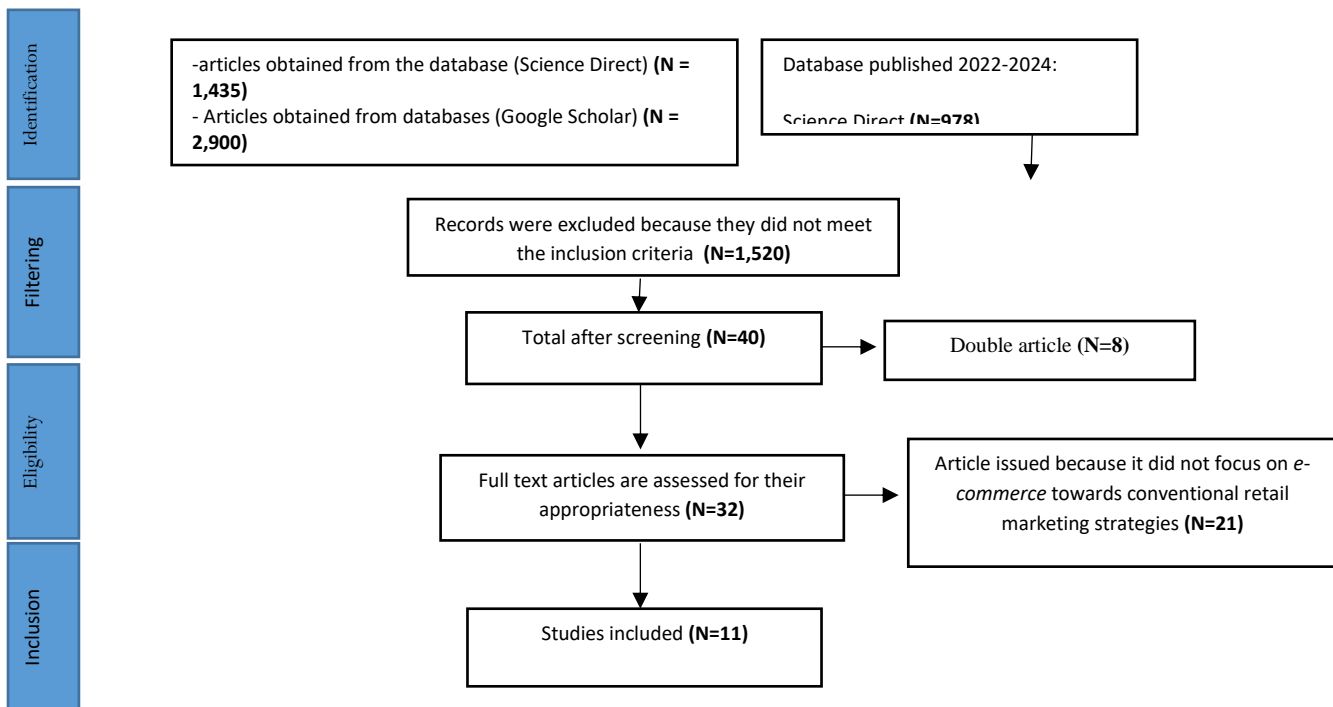 Identification
-articles obtained from the database (Science Direct) (N =
1,435)
- Articles obtained from databases (Google Scholar) (N =
2,900)
Database published 2022-2024:
Science Direct (N=978)
Filtering
Records were excluded because they did not meet
the inclusion criteria (N=1,520)
Total after screening (N=40)
Double article (N=8)
Eligibility
Full text articles are assessed for their
appropriateness (N=32)
Article issued because it did not focus on e-
commerce towards conventional retail
marketing strategies (N=21)
Inclusion
Studies included (N=11)